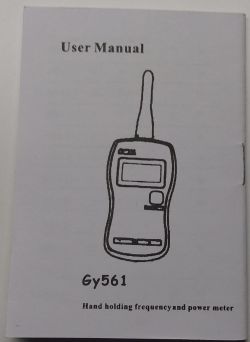 User Manual
Gy561
Hand holding frequency and power meter